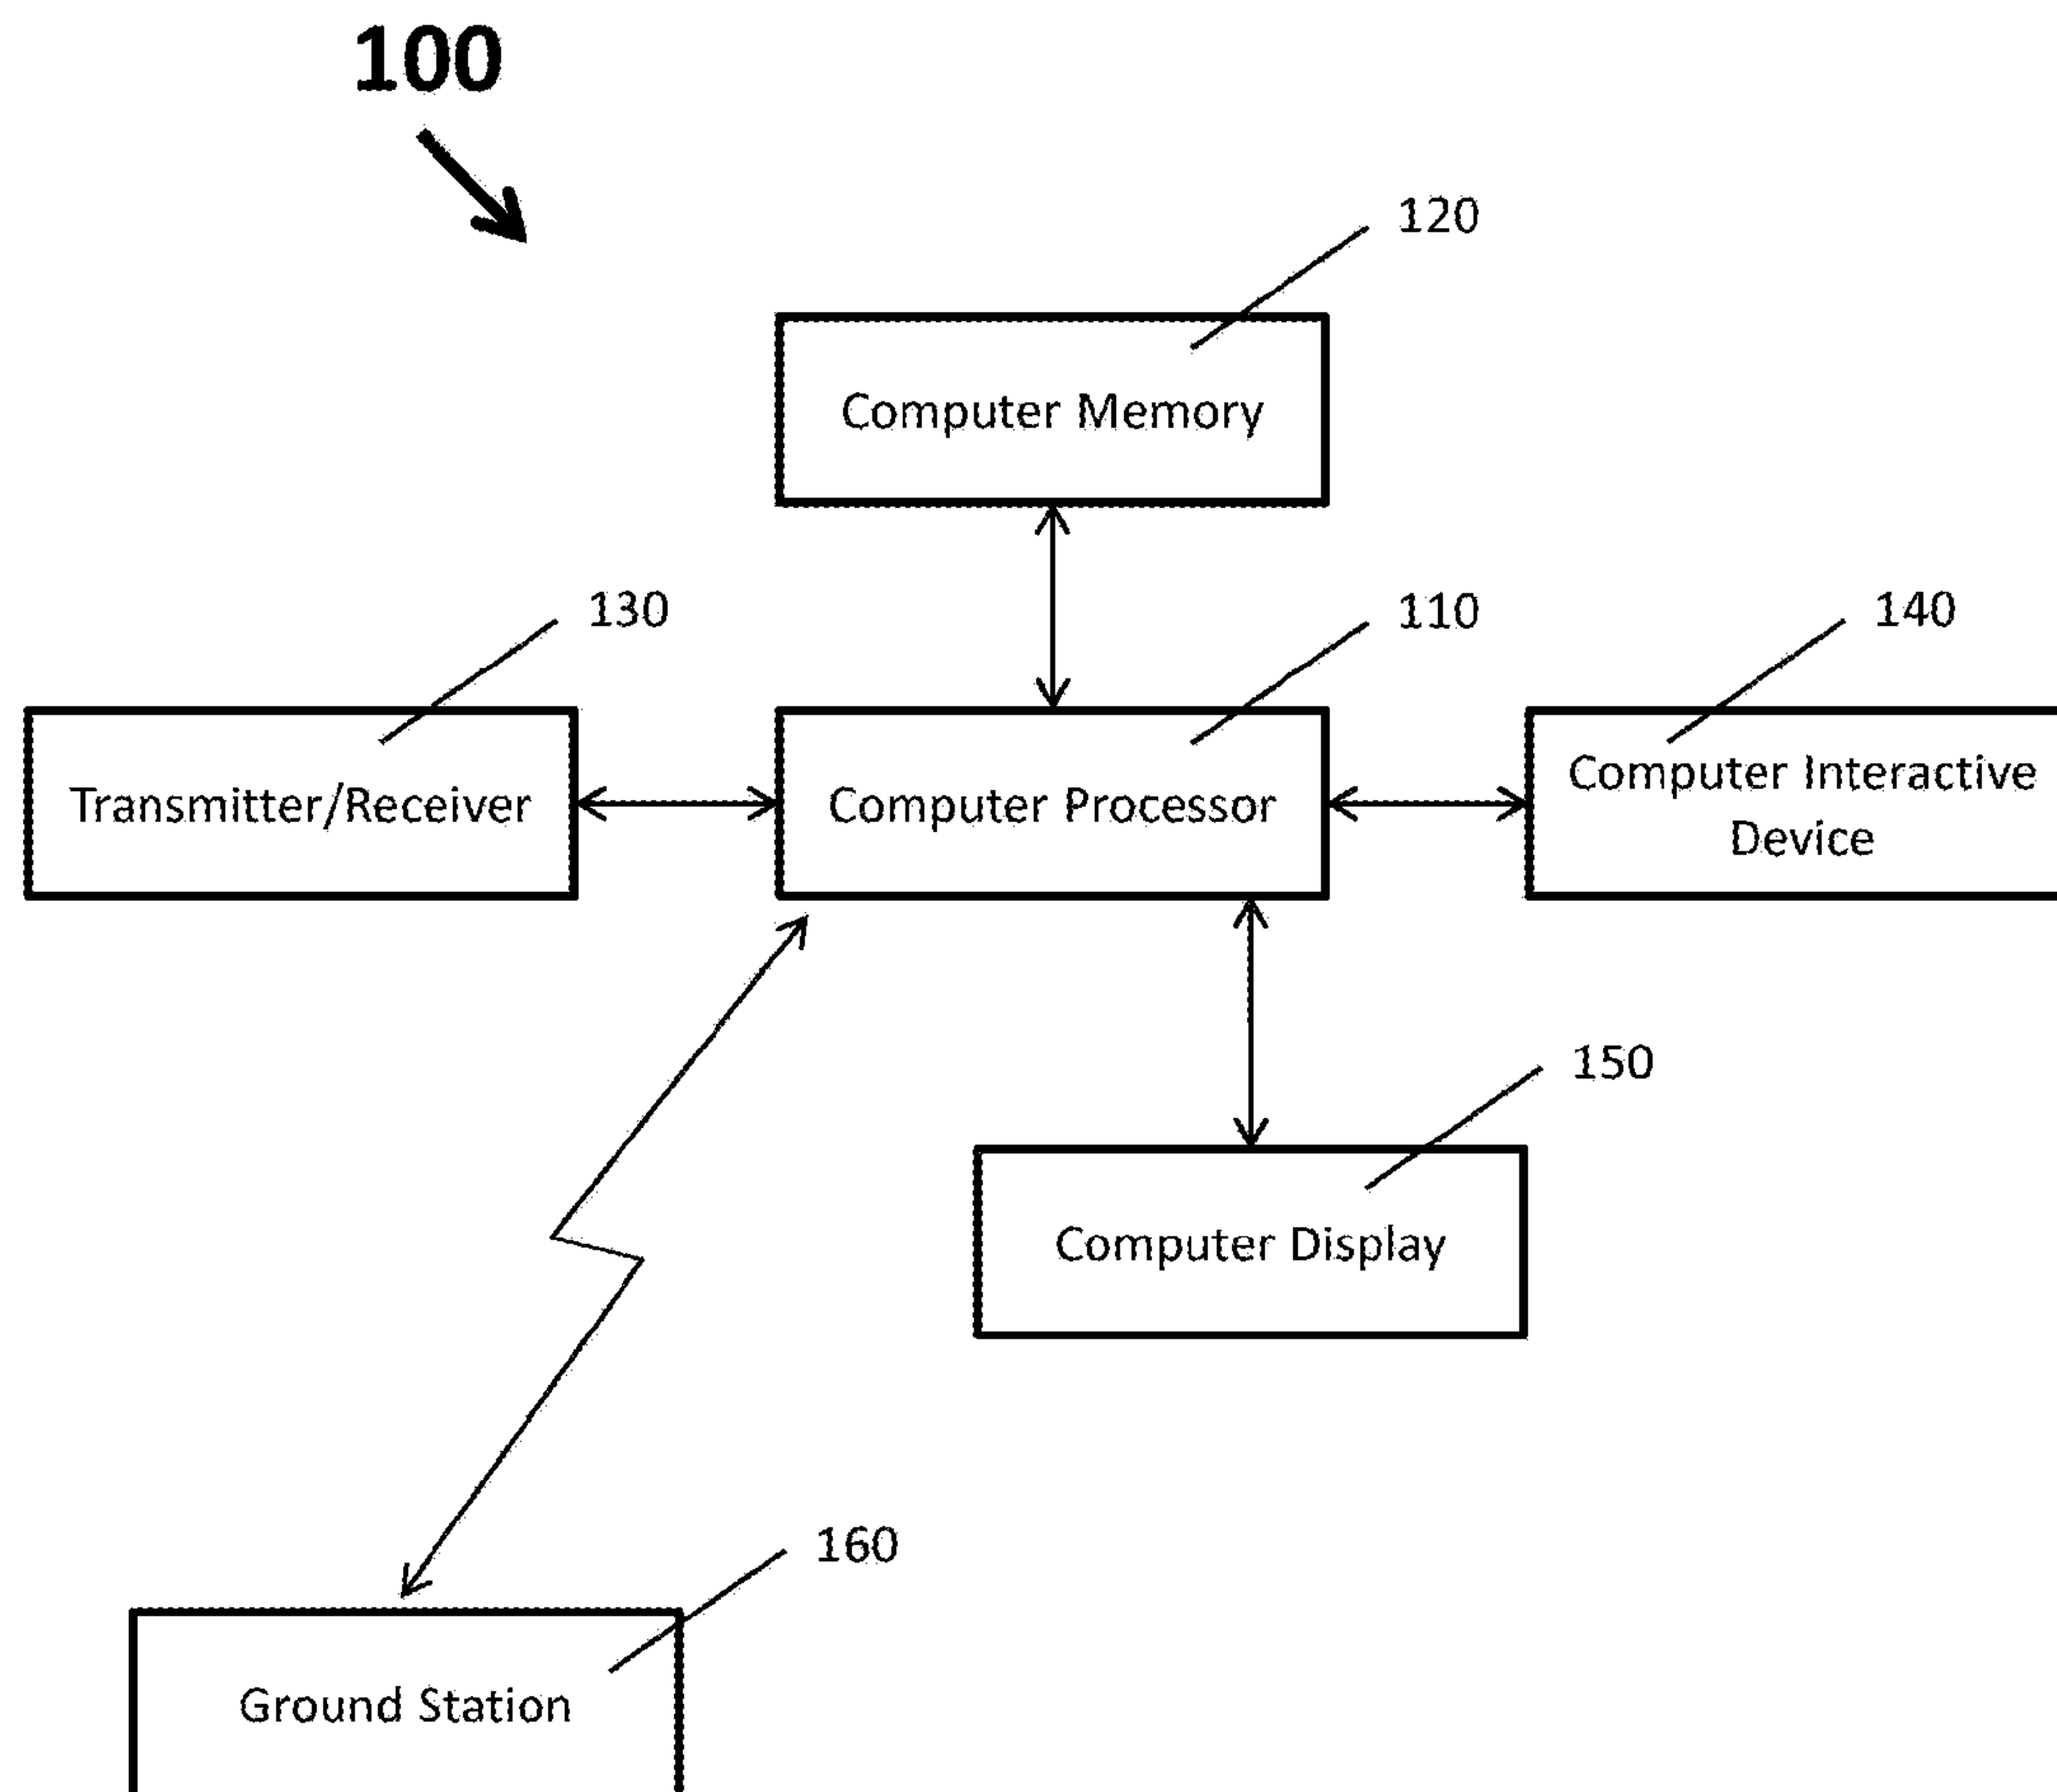 100
120
Computer Memory
130
110
140
Transmitter/Receiver
Computer Processor
Computer Interactive
Device
150
Computer Display
160
Ground Station